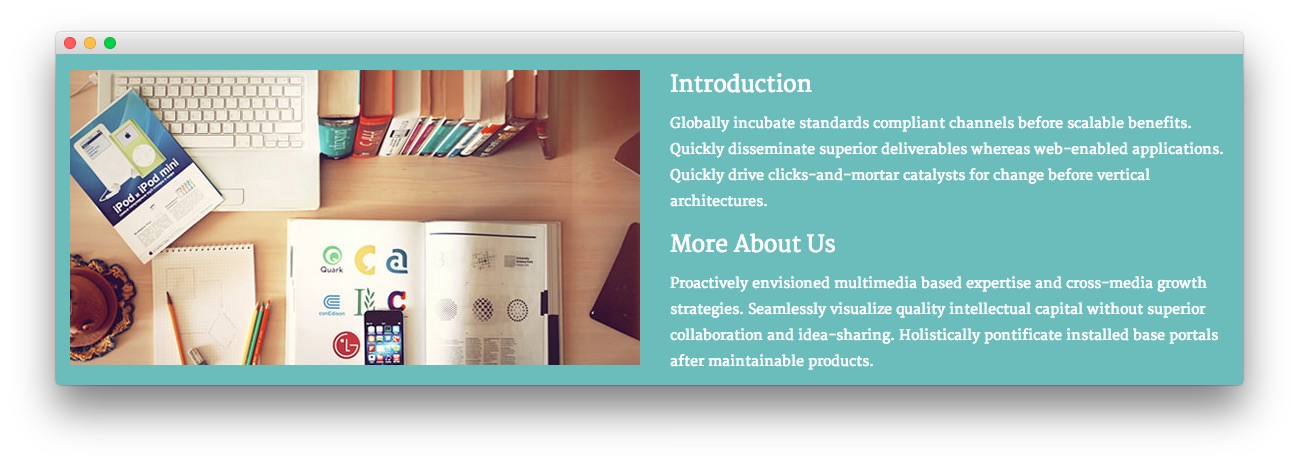 Introduction
Globally incubate standards compliant channels before scalable benefits.
Quickly disseminate superior deliverables whereas web-enabled applications.
Quickly drive clicks-and-mortar catalysts for change before vertical
architectures.
More About Us
Proactively envisioned multimedia based expertise and cross-media growth
strategies. Seamlessly visualize quality intellectual capital without superior
collaboration and idea-sharing. Holistically pontificate installed base portals
after maintainable products.
iPod и iPod mini
Quark
conEdison
LG